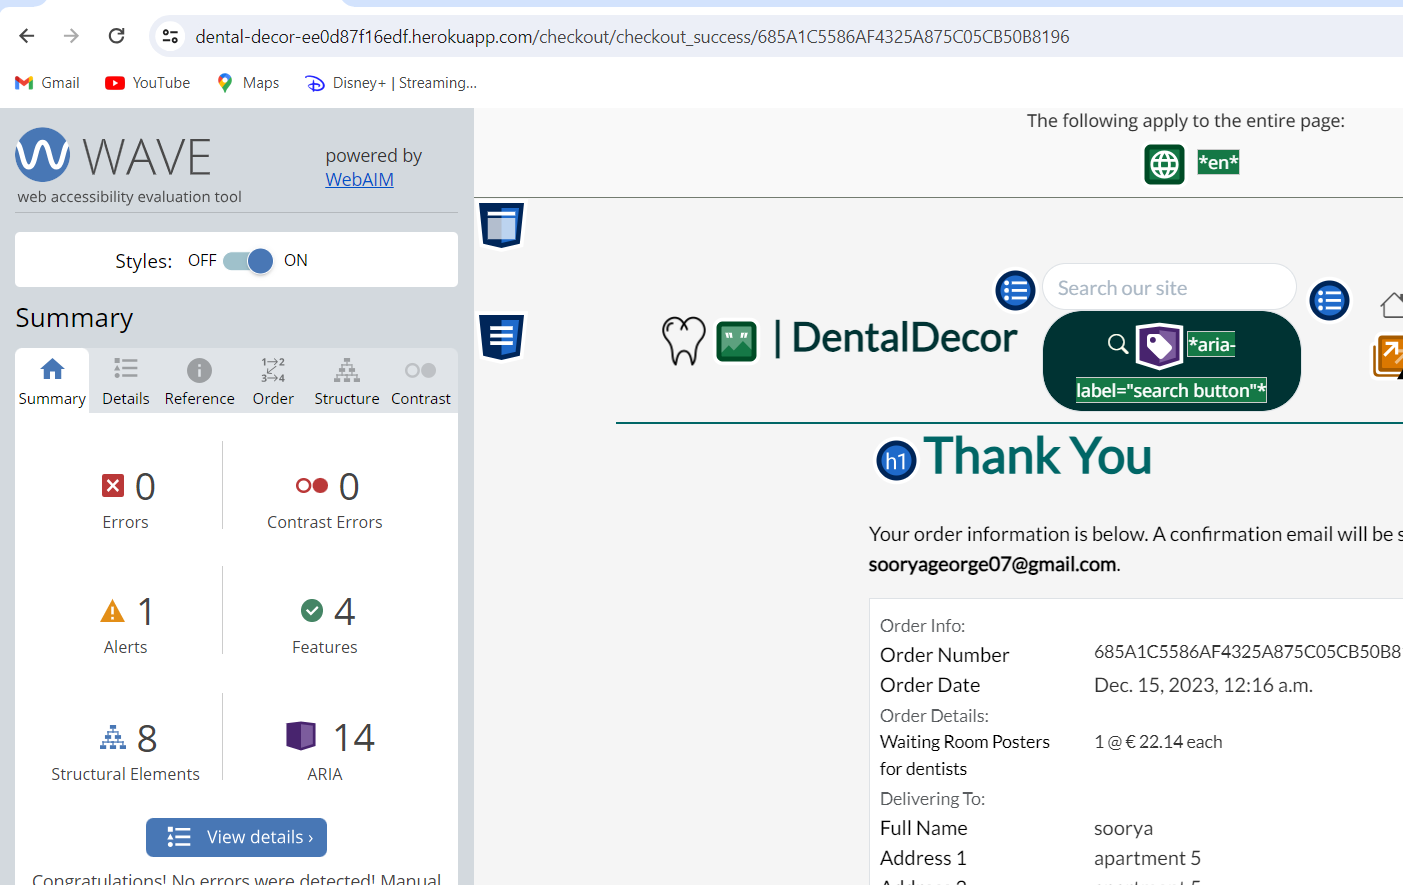 dental-decor-ee0d87f16edf.herokuapp.com/checkout/checkout_success/685A1C5586AF4325A875C05CB50B8196
Gmail
YouTube
Maps
Disney+ | Streaming...
WAVE
web accessibility evaluation tool
powered by
WebAIM
Styles: OFF ON
Summary
Summary
Details
Reference
Order
Structure
Contrast
0
Errors
0
Contrast Errors
1
Alerts
4
Features
8
Structural Elements
14
ARIA
View details ›
Congratulations! No errors were detected! Manual
The following apply to the entire page:
*en*
| DentalDecor
Search our site
*aria-
label="search button"*
h1 Thank You
Your order information is below. A confirmation email will be s
sooryageorge07@gmail.com.
Order Info:
Order Number 685A1C5586AF4325A875C05CB50B8
Order Date Dec. 15, 2023, 12:16 a.m.
Order Details:
Waiting Room Posters 1 @ € 22.14 each
for dentists
Delivering To:
Full Name soorya
Address 1 apartment 5